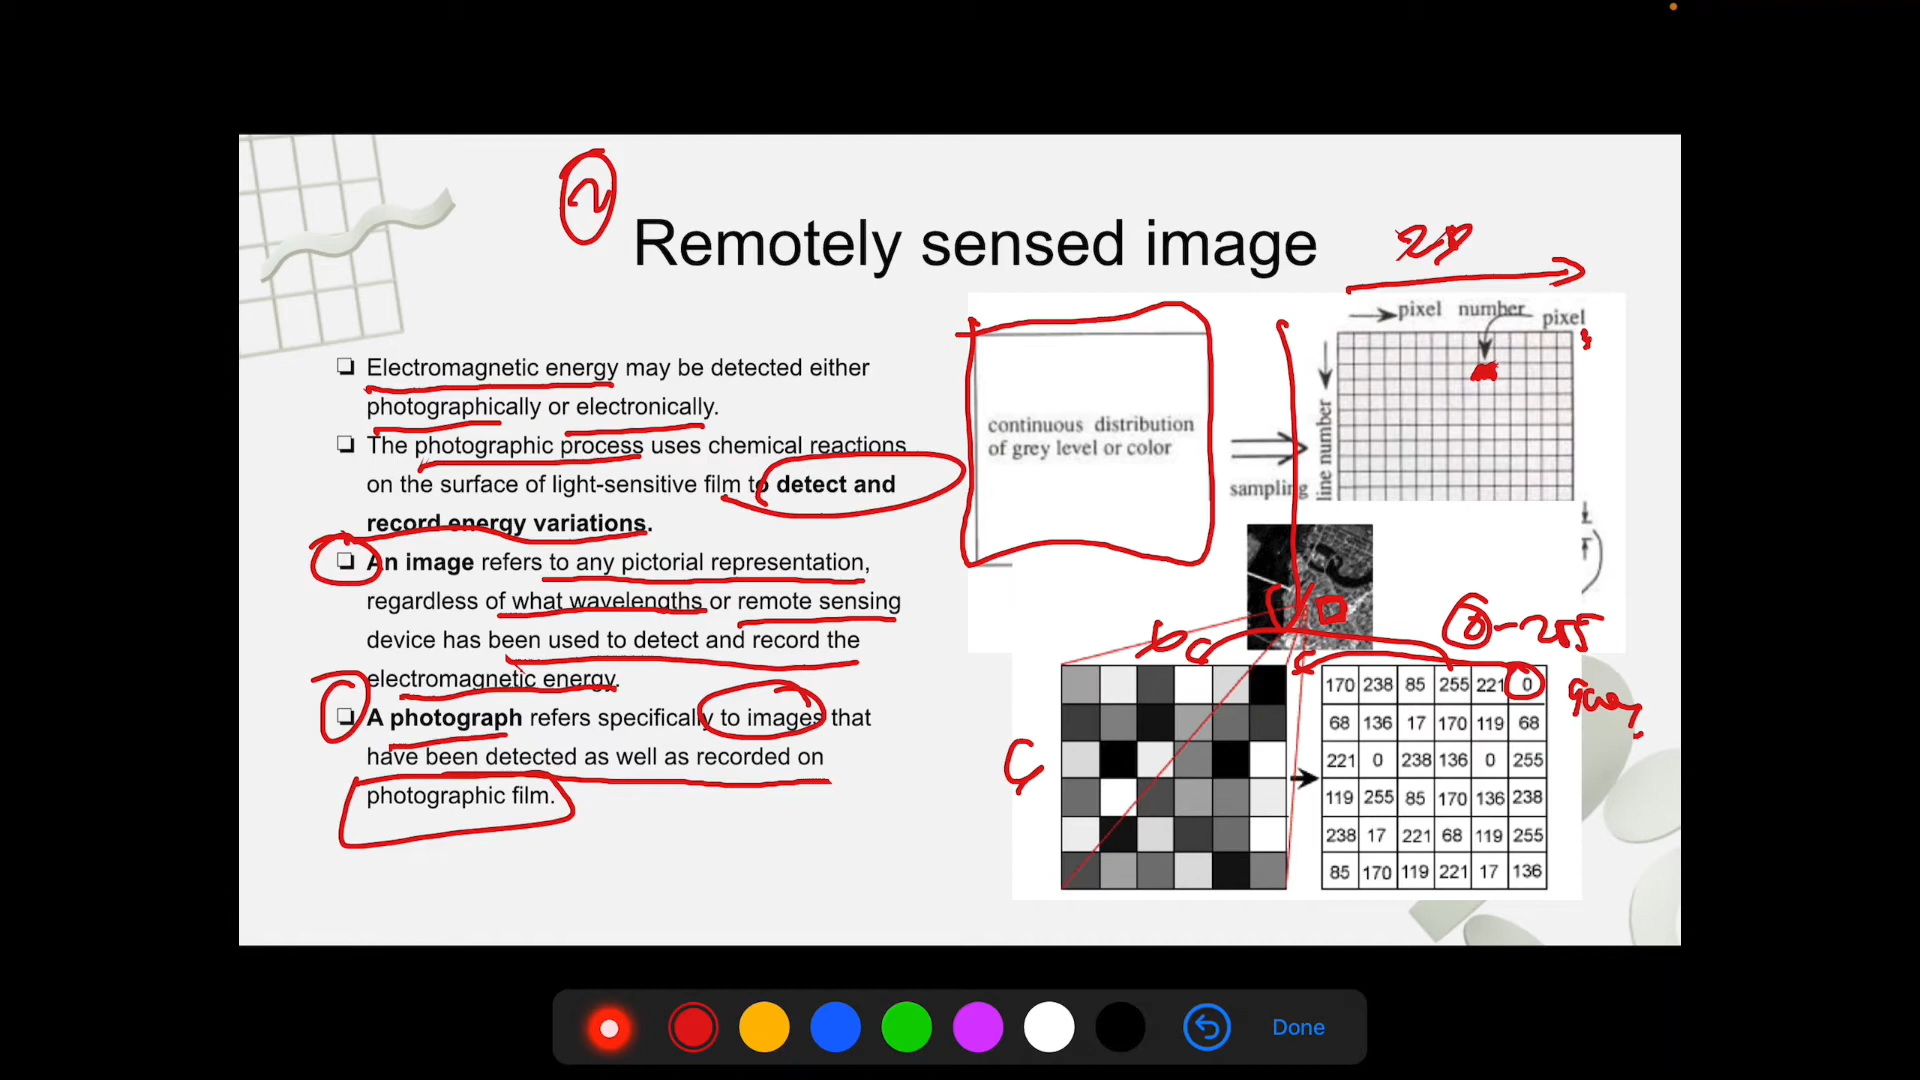 Remotely sensed image
❑ Electromagnetic energy may be detected either
photographically or electronically.
❑ The photographic process uses chemical reactions
on the surface of light-sensitive film to detect and
record energy variations.
❑ An image refers to any pictorial representation,
regardless of what wavelengths or remote sensing
device has been used to detect and record the
electromagnetic energy.
❑ A photograph refers specifically to images that
have been detected as well as recorded on
photographic film.
pixel number
pixel
line number
continuous distribution
of grey level or color
sampling
0-255
170 238 85 255 221 0
68 136 17 170 119 68
221 0 238 136 0 255
119 255 85 170 136 238
238 17 221 68 119 255
85 170 119 221 17 136
Done